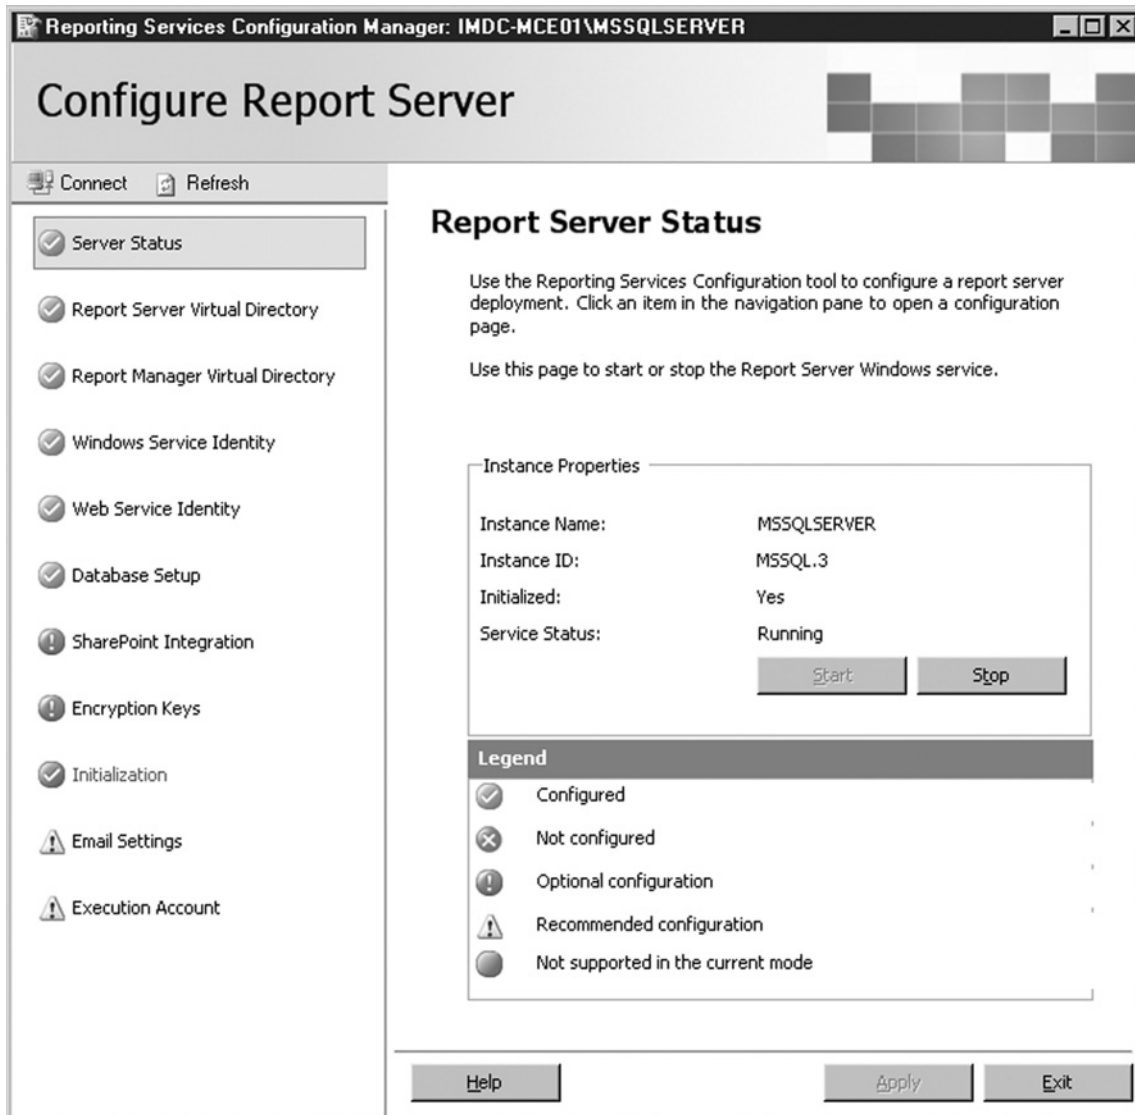 Reporting Services Configuration Manager: IMDC-MCE01\MSSQLSERVER
Configure Report Server
Connect Refresh
Server Status
Report Server Virtual Directory
Report Manager Virtual Directory
Windows Service Identity
Web Service Identity
Database Setup
SharePoint Integration
Encryption Keys
Initialization
Email Settings
Execution Account
Report Server Status
Use the Reporting Services Configuration tool to configure a report server
deployment. Click an item in the navigation pane to open a configuration
page.
Use this page to start or stop the Report Server Windows service.
Instance Properties
Instance Name: MSSQLSERVER
Instance ID: MSSQL.3
Initialized: Yes
Service Status: Running
Start Stop
Legend
Configured
Not configured
Optional configuration
Recommended configuration
Not supported in the current mode
Help Apply Exit